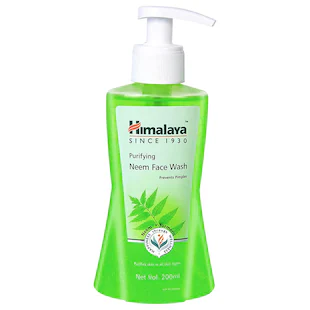 Himalaya
SINCE 1930
Purifying
Neem Face Wash
Prevents Pimples
Net Vol. 200ml